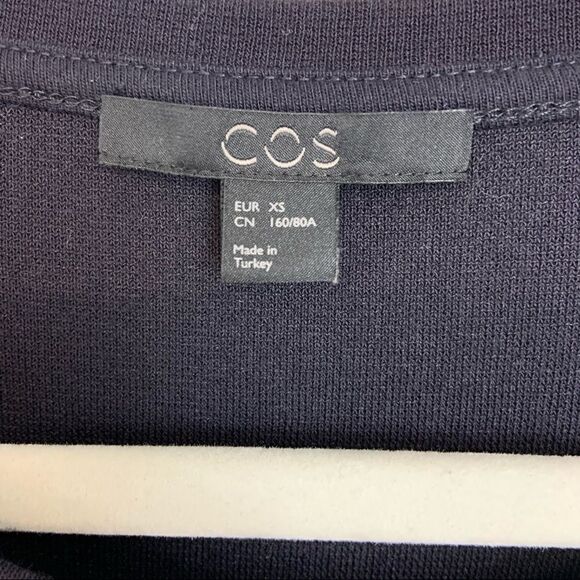 COS
EUR XS
CN 160/80A
Made in
Turkey